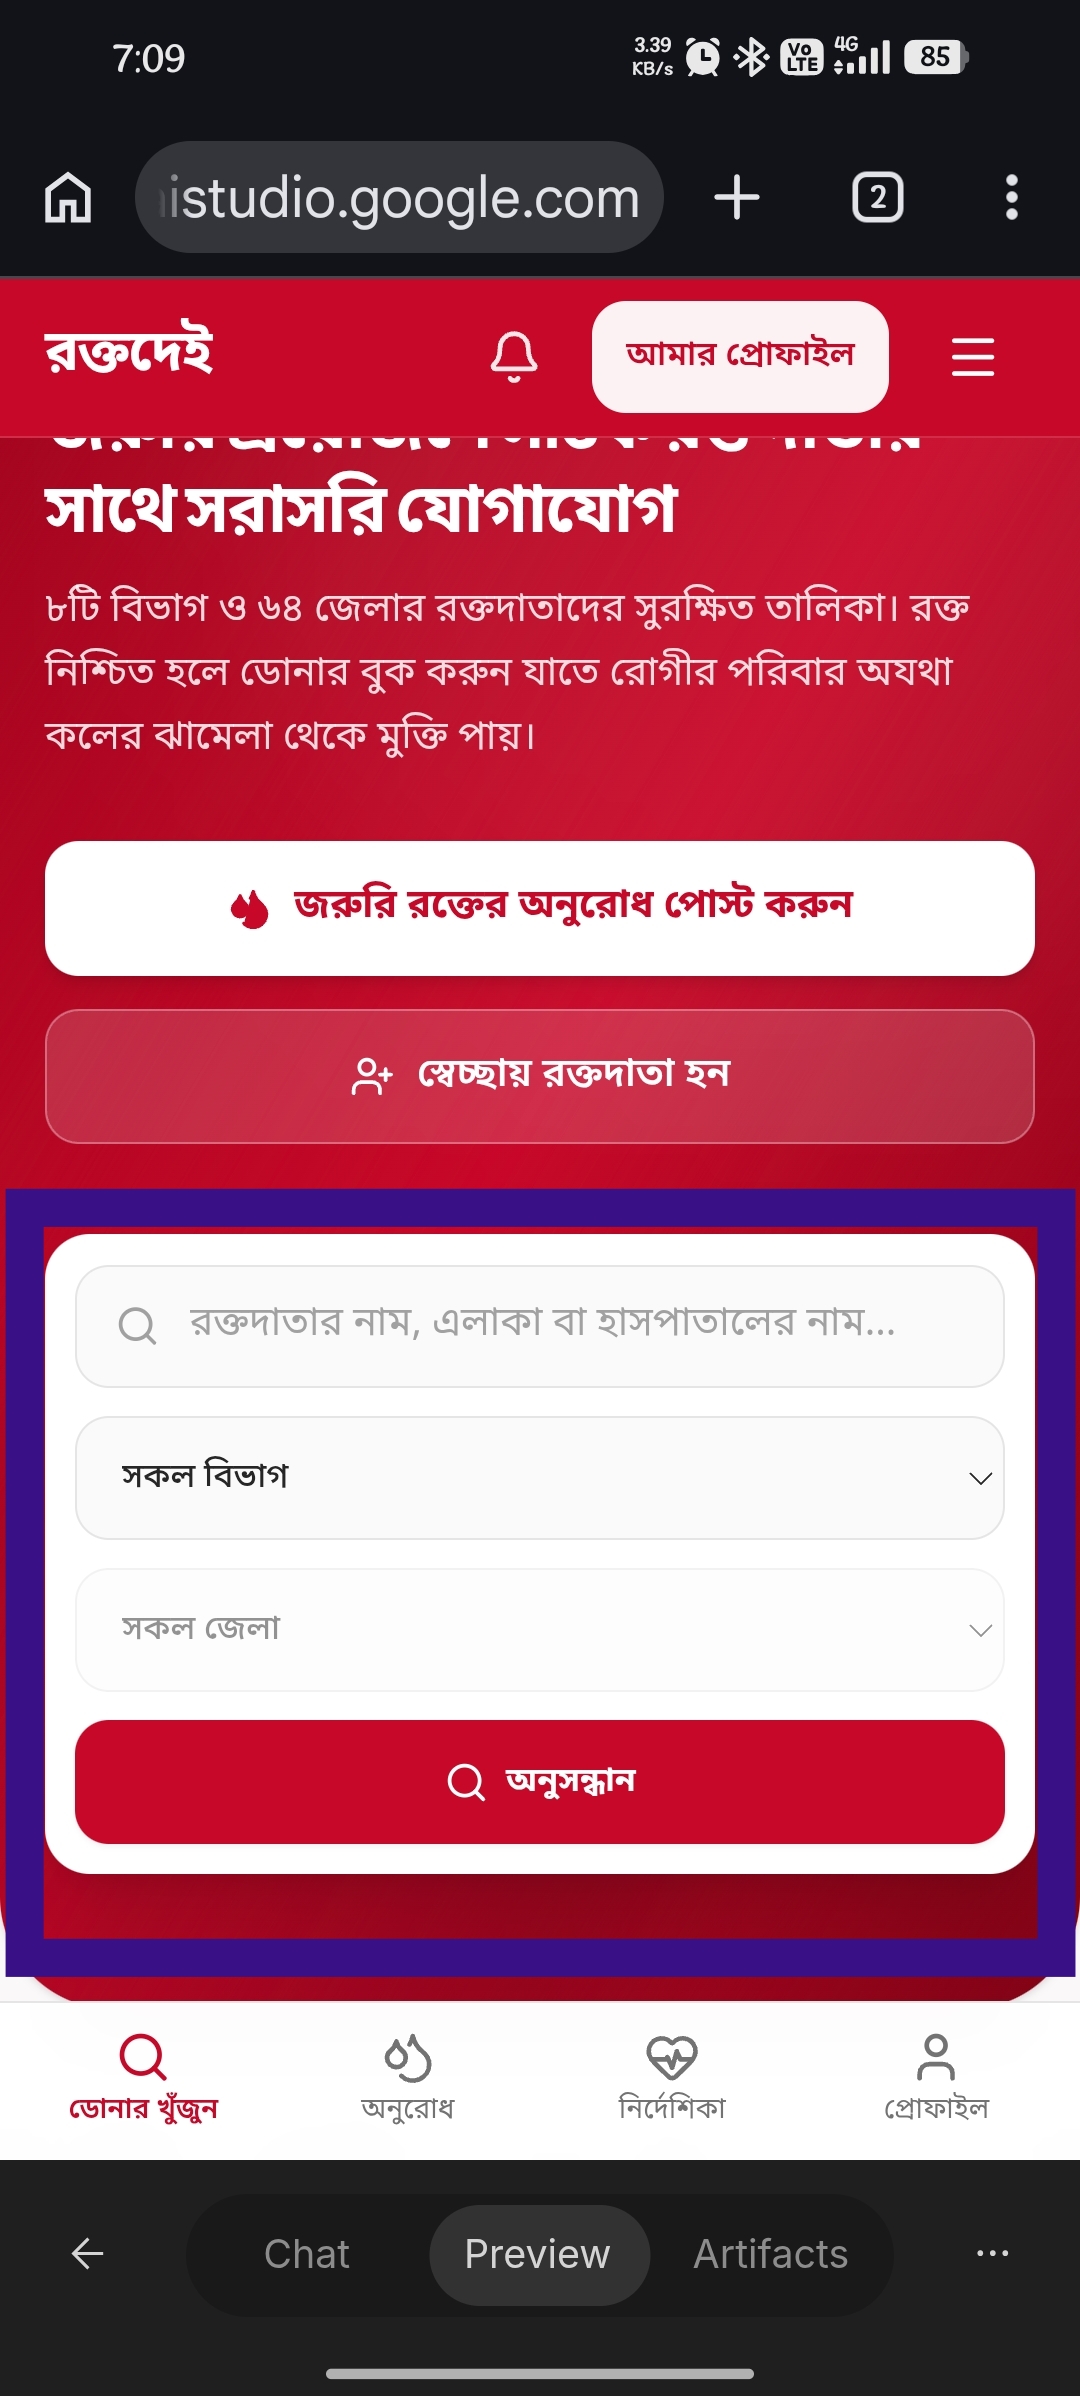 7:09
3.39
KB/s
Vo
LTE
4G
85
istudio.google.com
2
রক্তদেই
আমার প্রোফাইল
সাথে সরাসরি যোগাযোগ
৮টি বিভাগ ও ৬৪ জেলার রক্তদাতাদের সুরক্ষিত তালিকা। রক্ত
নিশ্চিত হলে ডোনার বুক করুন যাতে রোগীর পরিবার অযথা
কলের ঝামেলা থেকে মুক্তি পায়।
জরুরি রক্তের অনুরোধ পোস্ট করুন
স্বেচ্ছায় রক্তদাতা হন
রক্তদাতার নাম, এলাকা বা হাসপাতালের নাম...
সকল বিভাগ
সকল জেলা
অনুসন্ধান
ডোনার খুঁজুন
অনুরোধ
নির্দেশিকা
প্রোফাইল
Chat
Preview
Artifacts